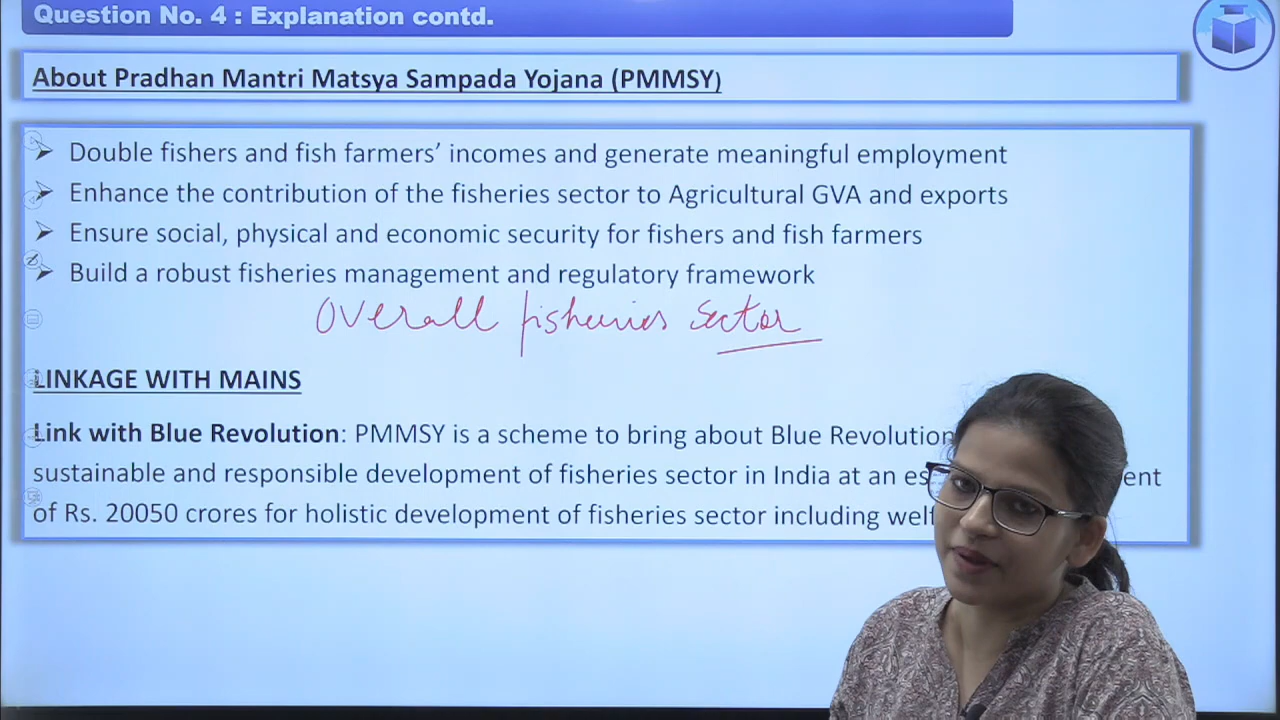 Question No. 4 : Explanation contd.
About Pradhan Mantri Matsya Sampada Yojana (PMMSY)
➤ Double fishers and fish farmers’ incomes and generate meaningful employment
➤ Enhance the contribution of the fisheries sector to Agricultural GVA and exports
➤ Ensure social, physical and economic security for fishers and fish farmers
➤ Build a robust fisheries management and regulatory framework
Overall fisheries sector
LINKAGE WITH MAINS
Link with Blue Revolution: PMMSY is a scheme to bring about Blue Revolution
sustainable and responsible development of fisheries sector in India at an
of Rs. 20050 crores for holistic development of fisheries sector including